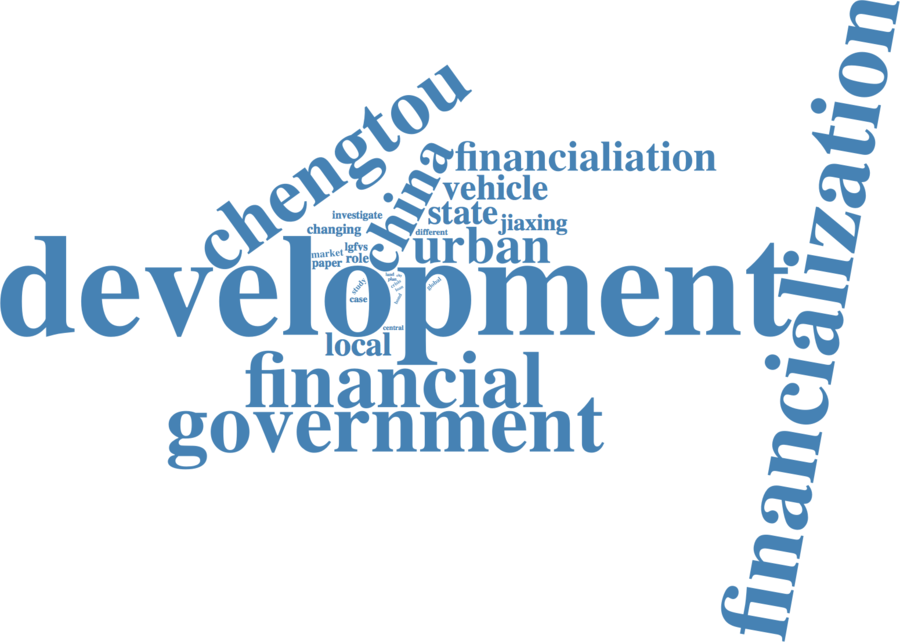 financialization
chengtou
china
financialiation
vehicle
state
jiaxing
investigate
changing
different
urban
lgfvs
market
role
paper
development
study
global
case
central
local
financial
government